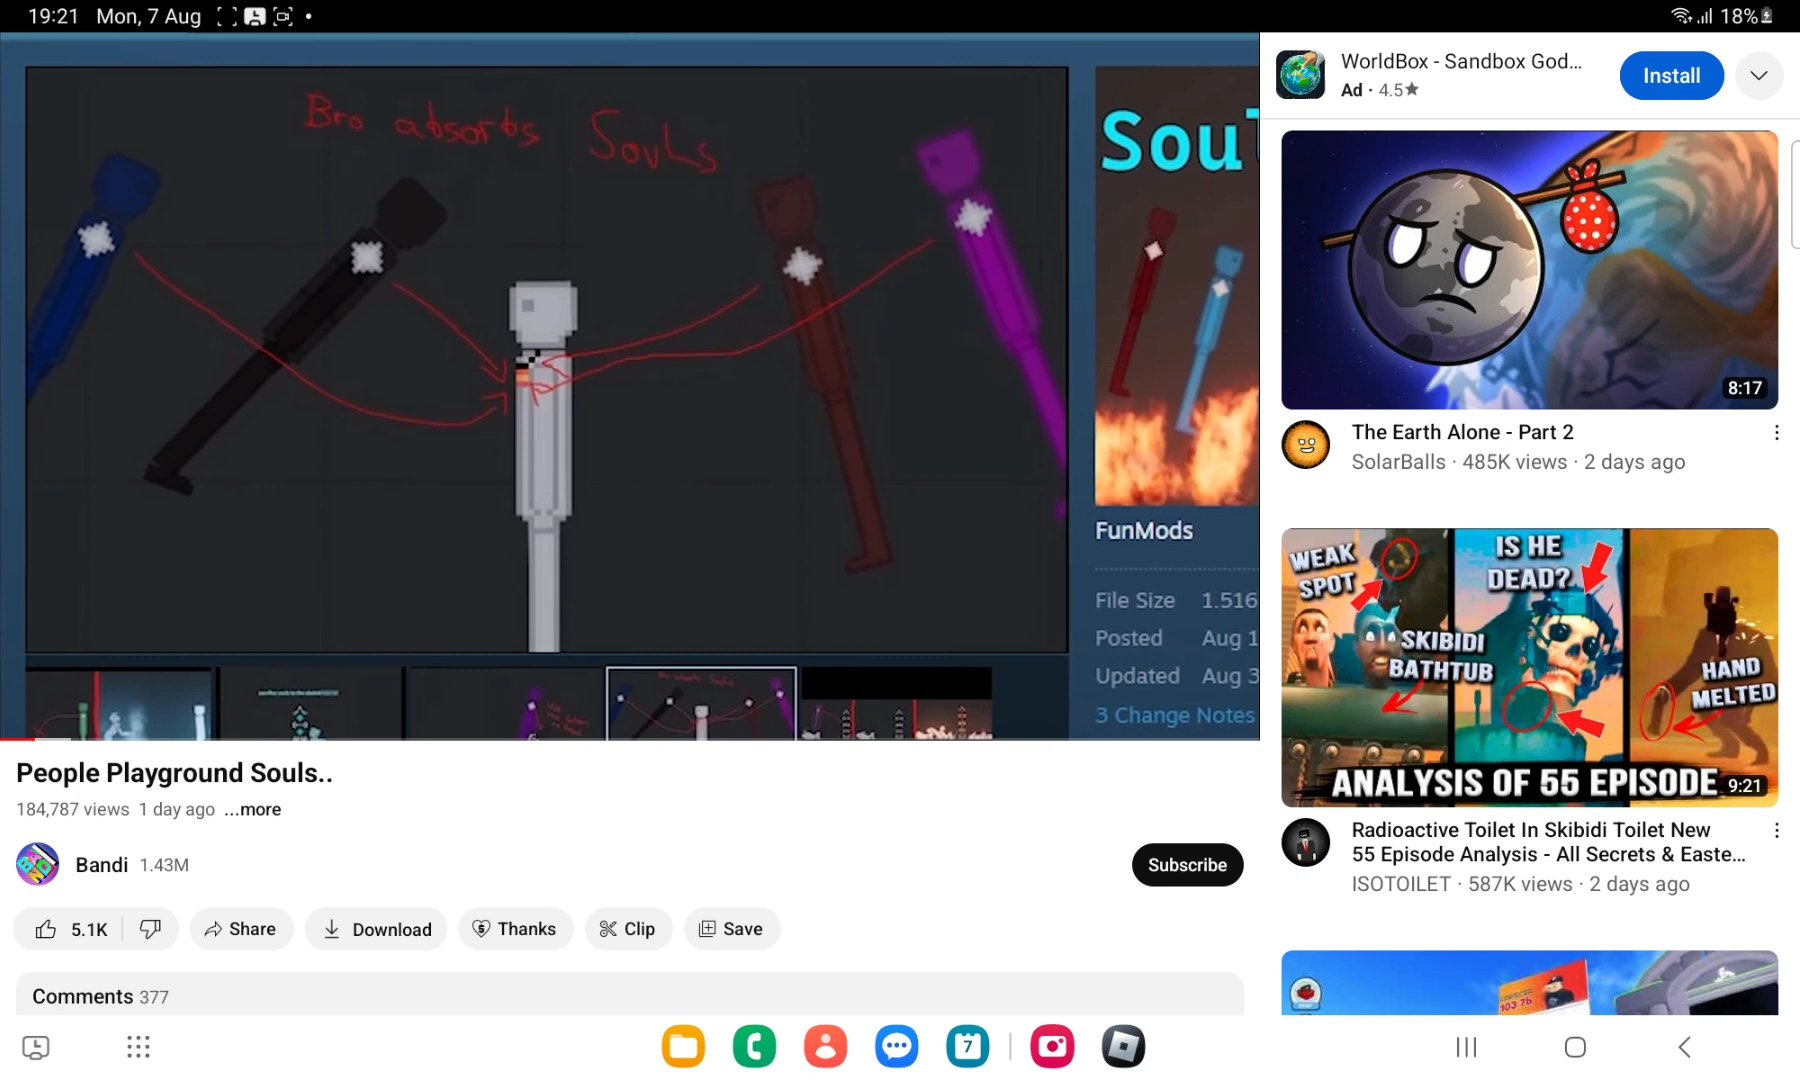 19:21 Mon, 7 Aug
18%
Bro absorbs Souls
Soul
FunMods
File Size 1.516
Posted Aug 1
Updated Aug 3
3 Change Notes
People Playground Souls..
184,787 views 1 day ago ...more
Bandi 1.43M
Subscribe
5.1K
Share
Download
Thanks
Clip
Save
Comments 377
7
WorldBox - Sandbox God...
Ad · 4.5★
Install
8:17
The Earth Alone - Part 2
SolarBalls · 485K views · 2 days ago
WEAK
SPOT
IS HE
DEAD?
SKIBIDI
BATHTUB
HAND
MELTED
ANALYSIS OF 55 EPISODE
9:21
Radioactive Toilet In Skibidi Toilet New
55 Episode Analysis - All Secrets & Easte...
ISOTOILET · 587K views · 2 days ago
103.76